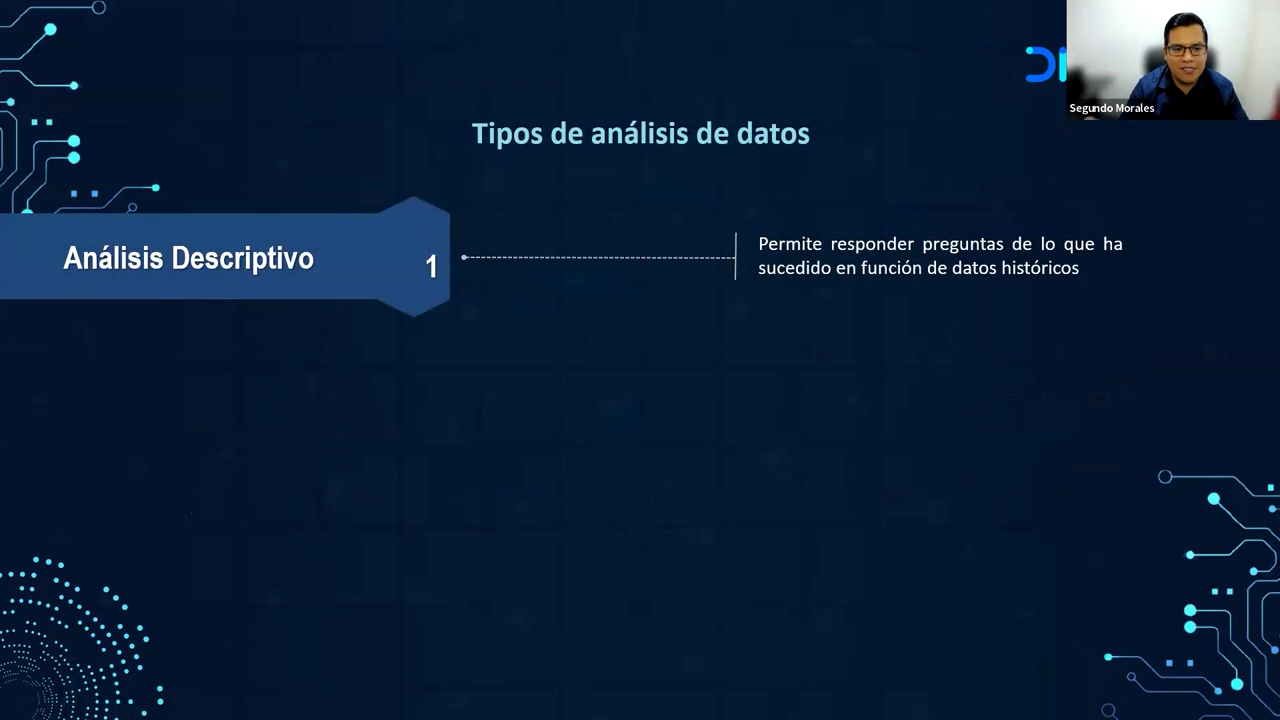 Segundo Morales
Tipos de análisis de datos
Análisis Descriptivo
1
Permite responder preguntas de lo que ha
sucedido en función de datos históricos